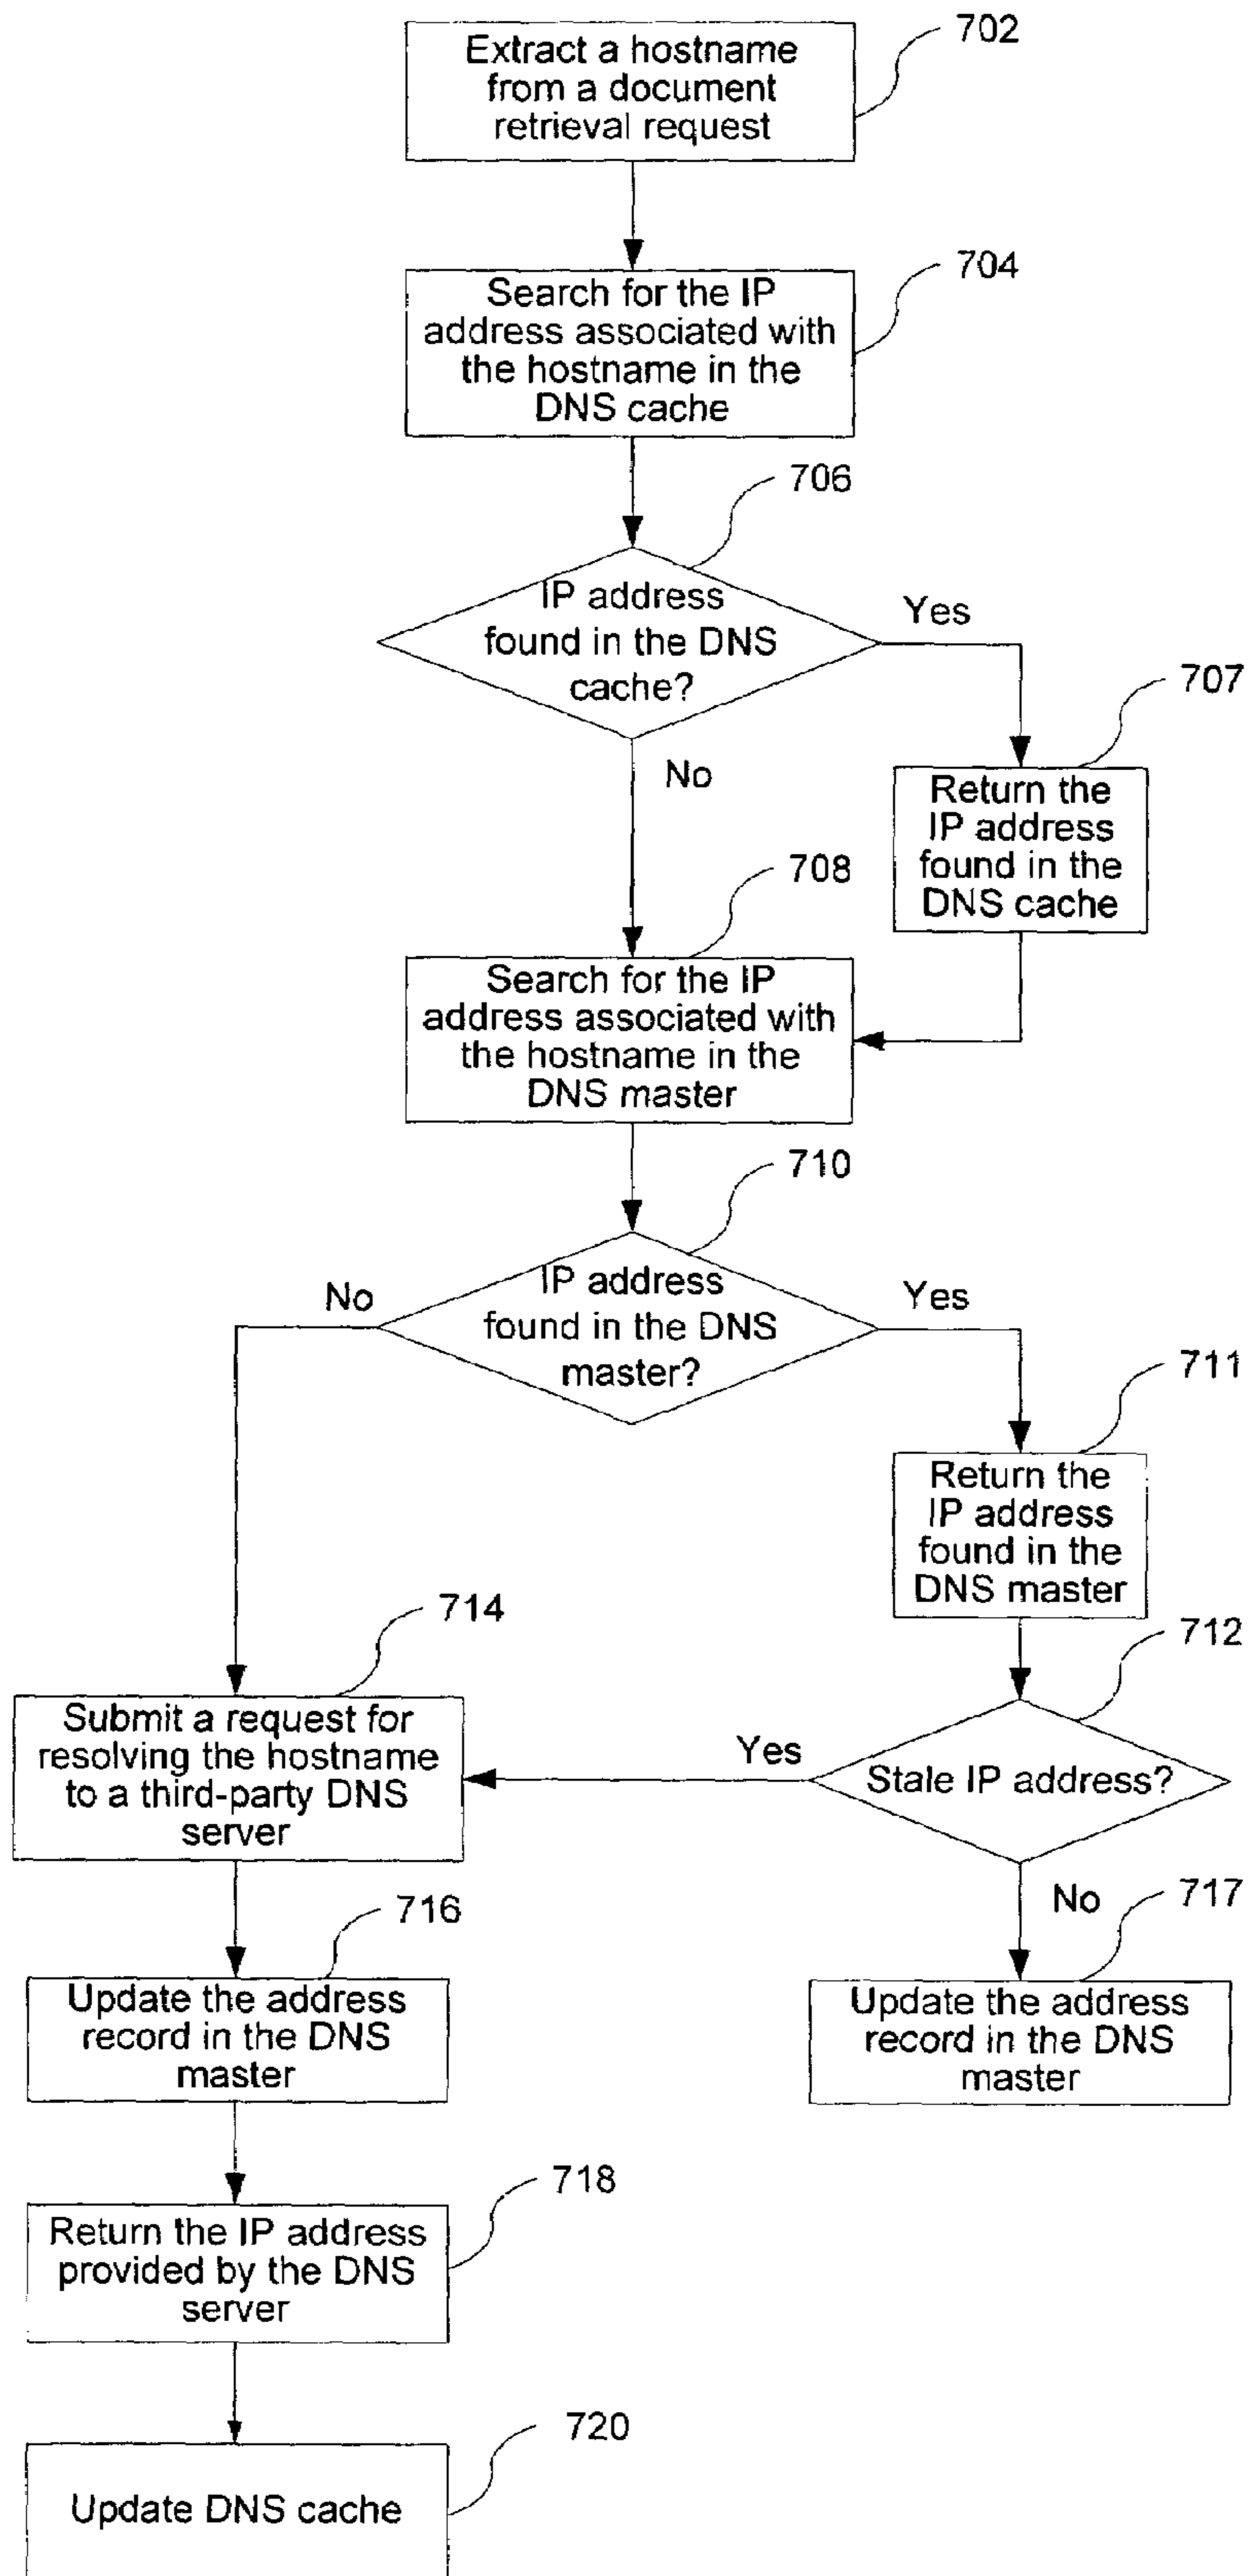 702
Extract a hostname
from a document
retrieval request
704
Search for the IP
address associated with
the hostname in the
DNS cache
706
IP address
found in the DNS
cache?
Yes
No
707
Return the
IP address
found in the
DNS cache
708
Search for the IP
address associated with
the hostname in the
DNS master
710
IP address
found in the DNS
master?
No
Yes
711
Return the
IP address
found in the
DNS master
712
Stale IP address?
Yes
No
714
Submit a request for
resolving the hostname
to a third-party DNS
server
716
Update the address
record in the DNS
master
717
Update the address
record in the DNS
master
718
Return the IP address
provided by the DNS
server
720
Update DNS cache